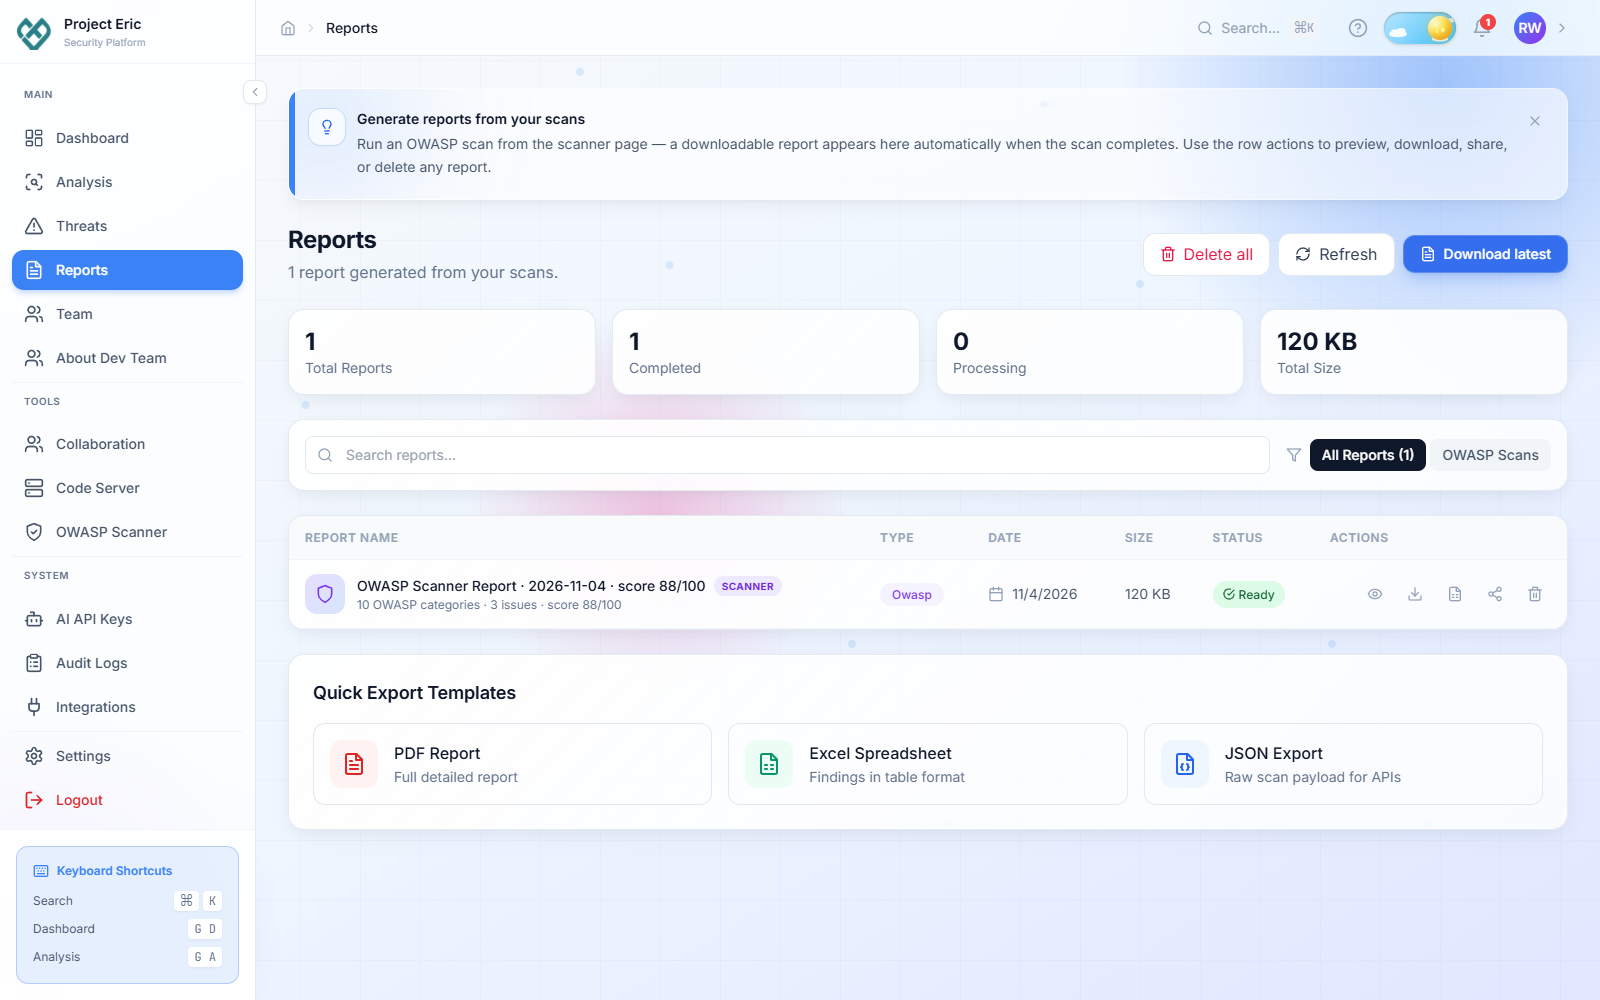 Project Eric
Security Platform
MAIN
Dashboard
Analysis
Threats
Reports
Team
About Dev Team
TOOLS
Collaboration
Code Server
OWASP Scanner
SYSTEM
AI API Keys
Audit Logs
Integrations
Settings
Logout
Keyboard Shortcuts
Search ⌘ K
Dashboard G D
Analysis G A
Reports
Search... ⌘K
1
RW
Generate reports from your scans
Run an OWASP scan from the scanner page — a downloadable report appears here automatically when the scan completes. Use the row actions to preview, download, share,
or delete any report.
Reports
1 report generated from your scans.
Delete all
Refresh
Download latest
1
Total Reports
1
Completed
0
Processing
120 KB
Total Size
Search reports...
All Reports (1)
OWASP Scans
REPORT NAME TYPE DATE SIZE STATUS ACTIONS
OWASP Scanner Report · 2026-11-04 · score 88/100 SCANNER
10 OWASP categories · 3 issues · score 88/100
Owasp
11/4/2026
120 KB
Ready
Quick Export Templates
PDF Report
Full detailed report
Excel Spreadsheet
Findings in table format
JSON Export
Raw scan payload for APIs